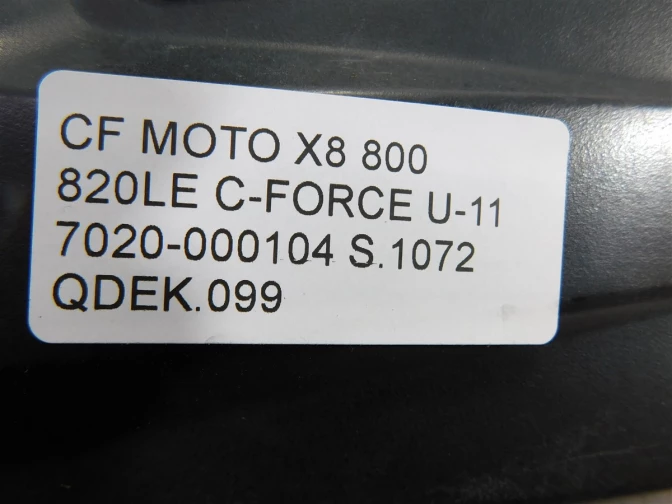 CF MOTO X8 800
820LE C-FORCE U-11
7020-000104 S.1072
QDEK.099